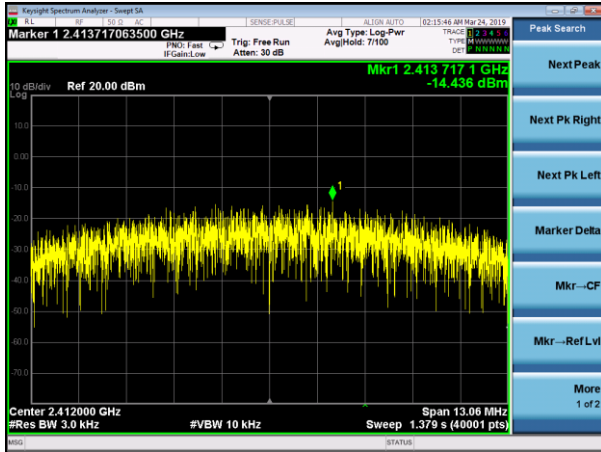 Keysight Spectrum Analyzer - Swept SA
RL RF 50 Ω AC SENSE:PULSE ALIGN AUTO 02:15:46 AM Mar 24, 2019
Marker 1 2.413717063500 GHz
PNO: Fast
IFGain:Low
Trig: Free Run
Atten: 30 dB
Avg Type: Log-Pwr
Avg|Hold: 7/100
TRACE 1 2 3 4 5 6
TYPE MWWWWW
DET P N N N N N
Peak Search
Mkr1 2.413 717 1 GHz
-14.436 dBm
10 dB/div Ref 20.00 dBm
Log
10.0
0.00
-10.0
-20.0
-30.0
-40.0
-50.0
-60.0
-70.0
1
Center 2.412000 GHz Span 13.06 MHz
#Res BW 3.0 kHz #VBW 10 kHz Sweep 1.379 s (40001 pts)
MSG STATUS
Next Peak
Next Pk Right
Next Pk Left
Marker Delta
Mkr→CF
Mkr→Ref Lvl
More
1 of 2